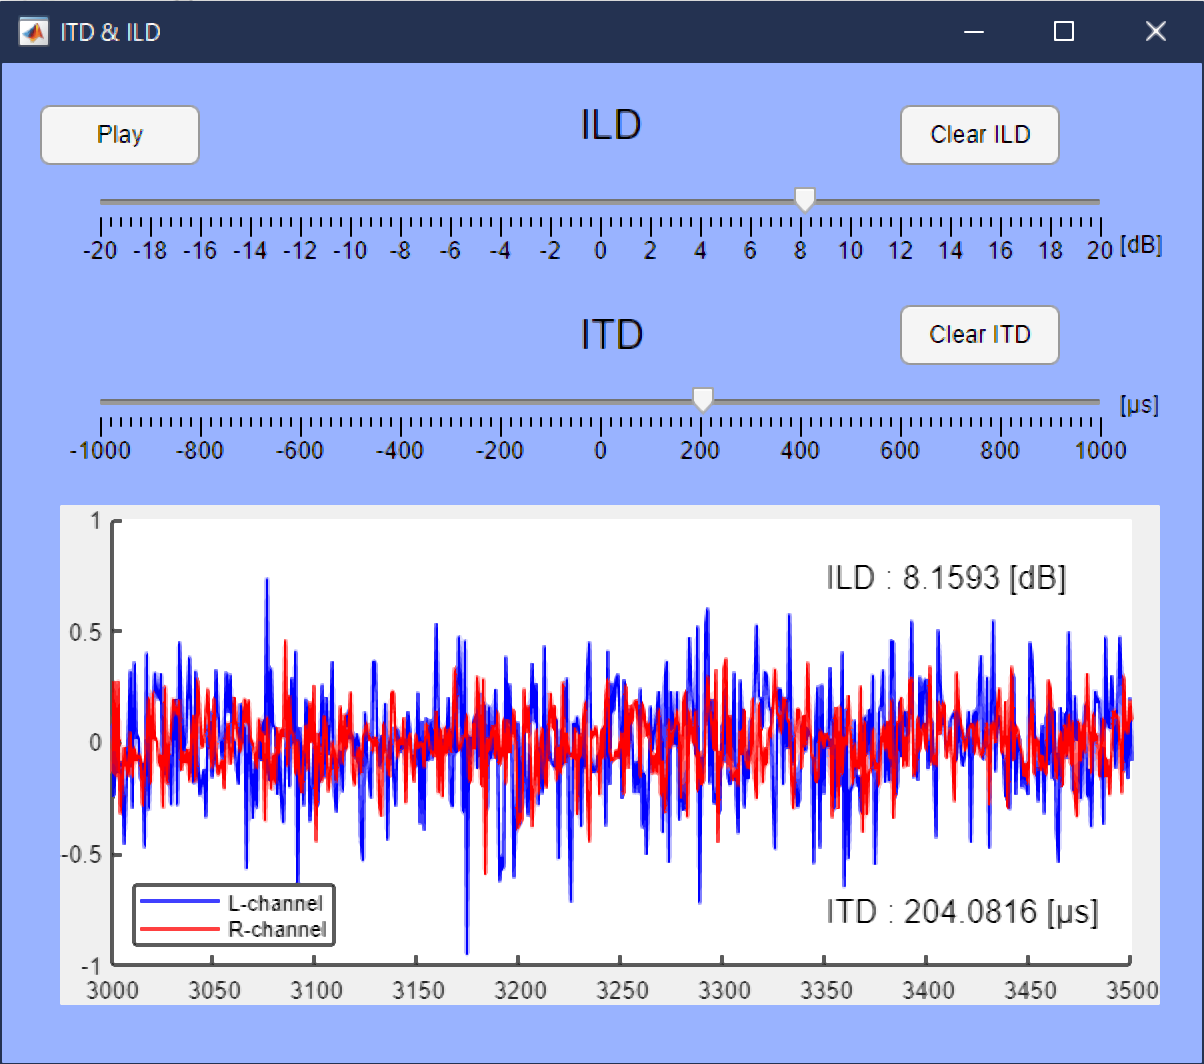 ITD & ILD
Play
ILD
Clear ILD
-20 -18 -16 -14 -12 -10 -8 -6 -4 -2 0 2 4 6 8 10 12 14 16 18 20 [dB]
ITD
Clear ITD
[μs]
-1000 -800 -600 -400 -200 0 200 400 600 800 1000
1
ILD : 8.1593 [dB]
0.5
0
-0.5
L-channel
ITD : 204.0816 [μs]
R-channel
-1
3000 3050 3100 3150 3200 3250 3300 3350 3400 3450 3500